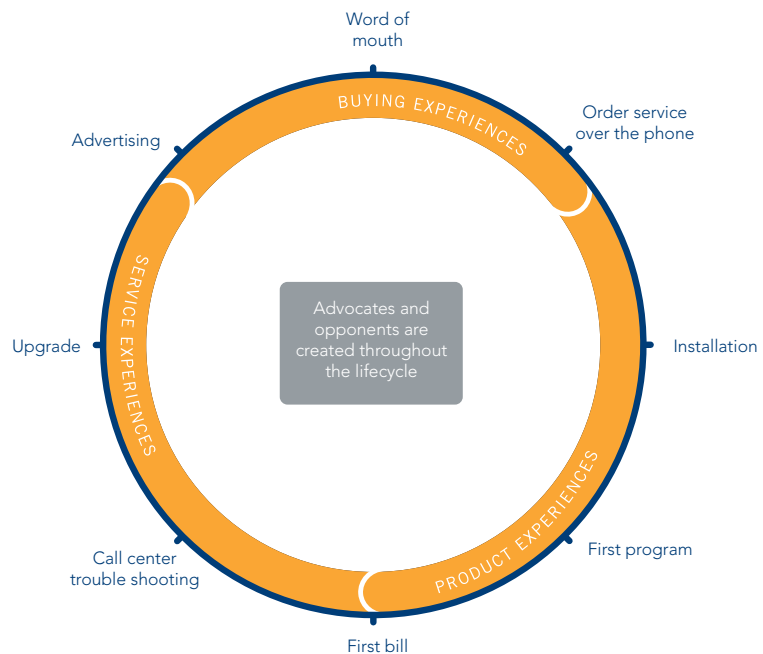 Word of
mouth
BUYING EXPERIENCES
Order service
over the phone
Advertising
SERVICE EXPERIENCES
Advocates and
opponents are
created throughout
the lifecycle
Upgrade
Installation
PRODUCT EXPERIENCES
First program
Call center
trouble shooting
First bill